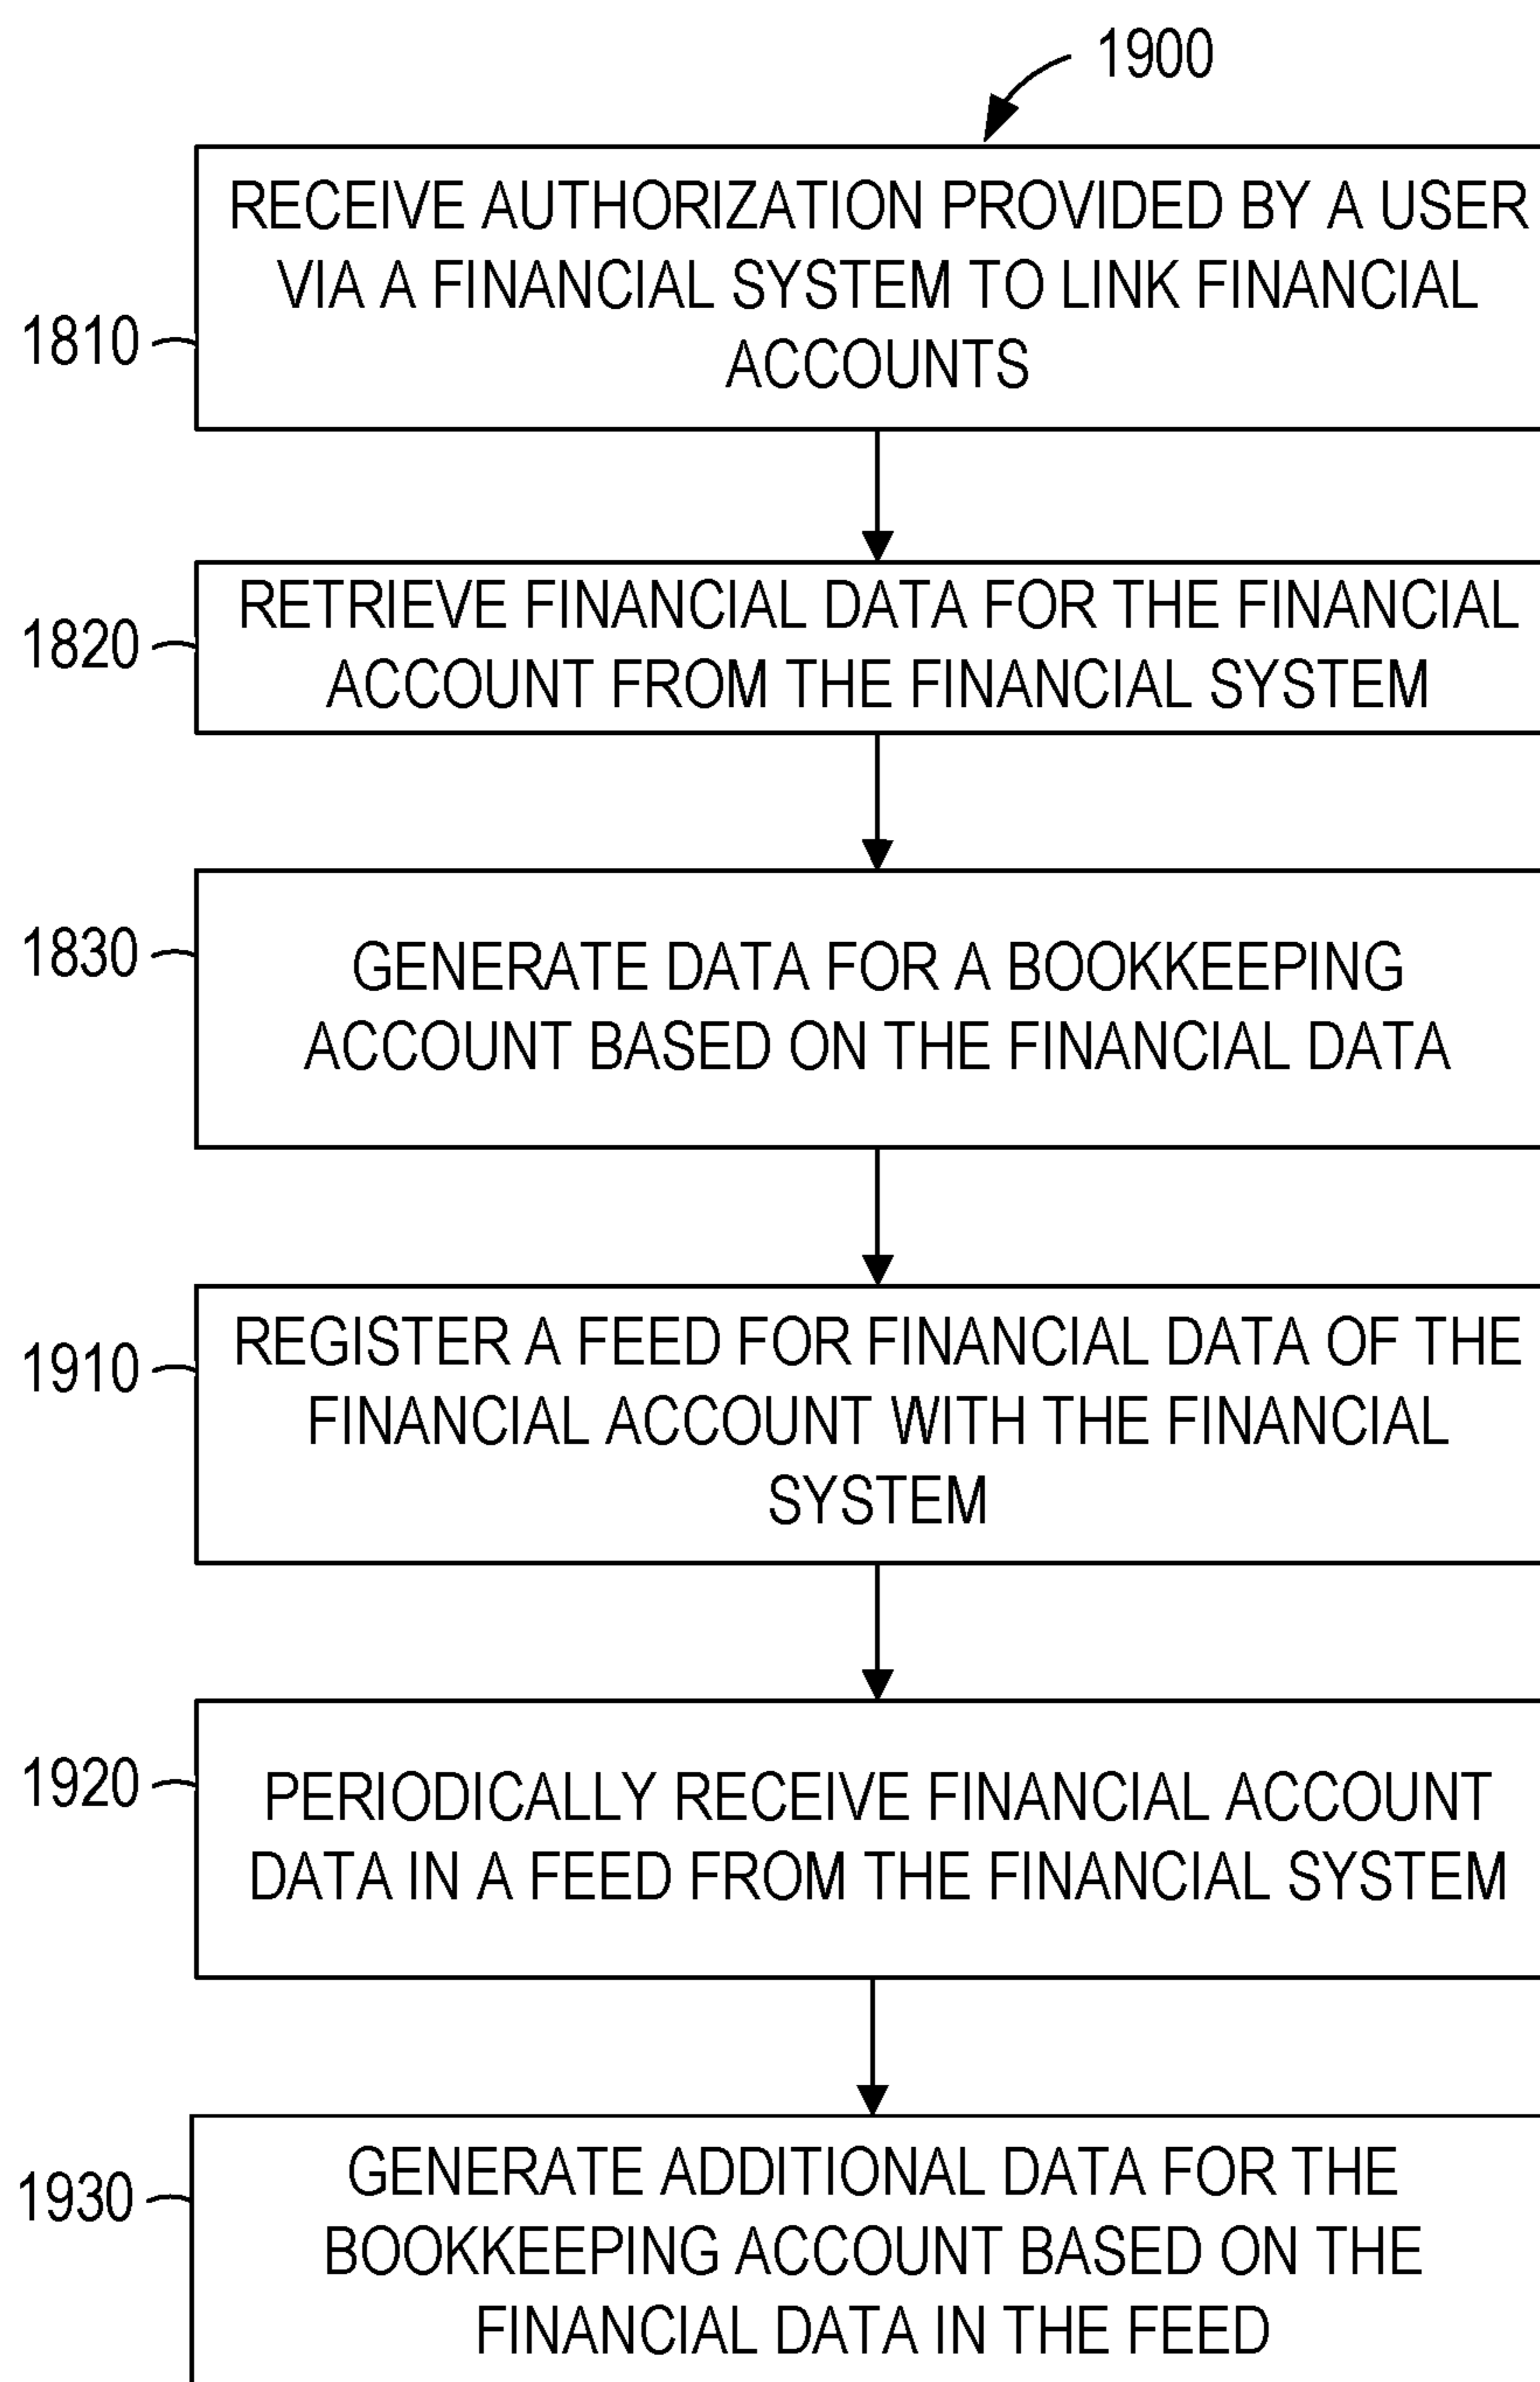 1900
RECEIVE AUTHORIZATION PROVIDED BY A USER
VIA A FINANCIAL SYSTEM TO LINK FINANCIAL
ACCOUNTS
1810
RETRIEVE FINANCIAL DATA FOR THE FINANCIAL
ACCOUNT FROM THE FINANCIAL SYSTEM
1820
GENERATE DATA FOR A BOOKKEEPING
ACCOUNT BASED ON THE FINANCIAL DATA
1830
REGISTER A FEED FOR FINANCIAL DATA OF THE
FINANCIAL ACCOUNT WITH THE FINANCIAL
SYSTEM
1910
PERIODICALLY RECEIVE FINANCIAL ACCOUNT
DATA IN A FEED FROM THE FINANCIAL SYSTEM
1920
GENERATE ADDITIONAL DATA FOR THE
BOOKKEEPING ACCOUNT BASED ON THE
FINANCIAL DATA IN THE FEED
1930